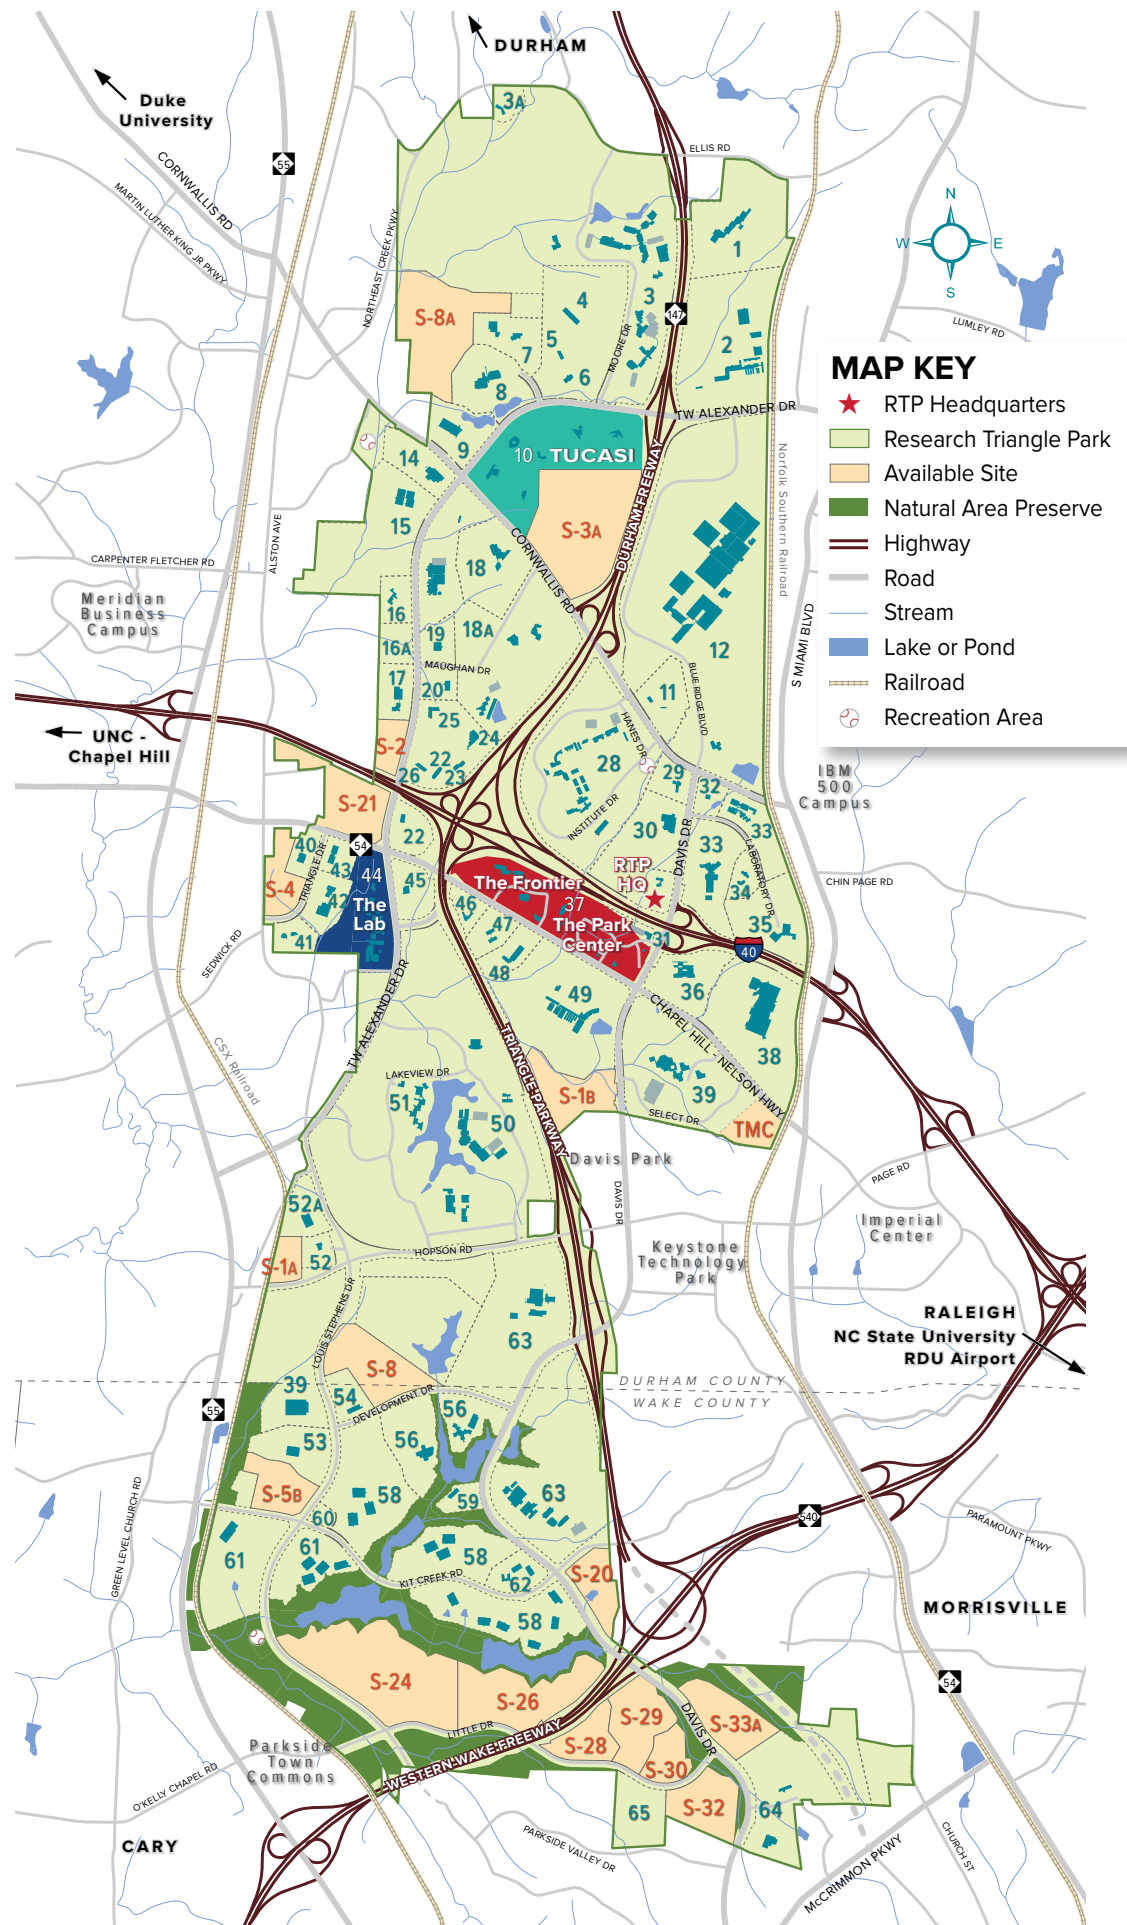 DURHAM
Duke
University
55
CORNWALLIS RD
MARTIN LUTHER KING JR PKWY
NORTHEAST CREEK PKWY
ELLIS RD
3A
1
N
W
E
S
LUMLEY RD
S-8A
4
3
147
5
7
2
MOORE DR
6
8
TW ALEXANDER DR
MAP KEY
RTP Headquarters
Research Triangle Park
Available Site
Natural Area Preserve
Highway
Road
Stream
Lake or Pond
Railroad
Recreation Area
9
10 TUCASI
14
15
S-3A
DURHAM FREEWAY
Norfolk Southern Railroad
CORNWALLIS RD
ALSTON AVE
CARPENTER FLETCHER RD
Meridian
Business
Campus
18
16
19
18A
16A
MAUGHAN DR
12
S MIAMI BLVD
17
20
11
BLUE RIDGE BLVD
25
24
HANES DR
UNC -
Chapel Hill
S-2
22
26
23
28
29
32
IBM
500
Campus
S-21
INSTITUTE DR
22
30
33
33
DAVIS DR
LABORATORY DR
54
40
43
44
TRIANGLE DR
The
Lab
S-4
42
41
45
46
The Frontier
37
The Park
Center
RTP
HQ
34
CHIN PAGE RD
35
31
40
47
48
49
36
38
SEDWICK RD
CSX Railroad
TW ALEXANDER DR
CHAPEL HILL - NELSON HWY
TRIANGLE PARKWAY
LAKEVIEW DR
51
50
S-1B
39
SELECT DR
TMC
Davis Park
PAGE RD
DAVIS DR
Imperial
Center
Keystone
Technology
Park
52A
S-1A
52
HOPSON RD
LOUIS STEPHENS DR
63
RALEIGH
NC State University
RDU Airport
S-8
DURHAM COUNTY
WAKE COUNTY
39
54
DEVELOPMENT DR
55
56
53
56
S-5B
58
59
63
60
540
GREEN LEVEL CHURCH RD
PARAMOUNT PKWY
61
61
58
KIT CREEK RD
62
S-20
58
MORRISVILLE
S-24
S-26
54
S-29
S-33A
LITTLE DR
DAVIS DR
S-28
S-30
WESTERN WAKE FREEWAY
Parkside
Town
Commons
O'KELLY CHAPEL RD
65
S-32
64
CARY
PARKSIDE VALLEY DR
CHURCH ST
McCRIMMON PKWY